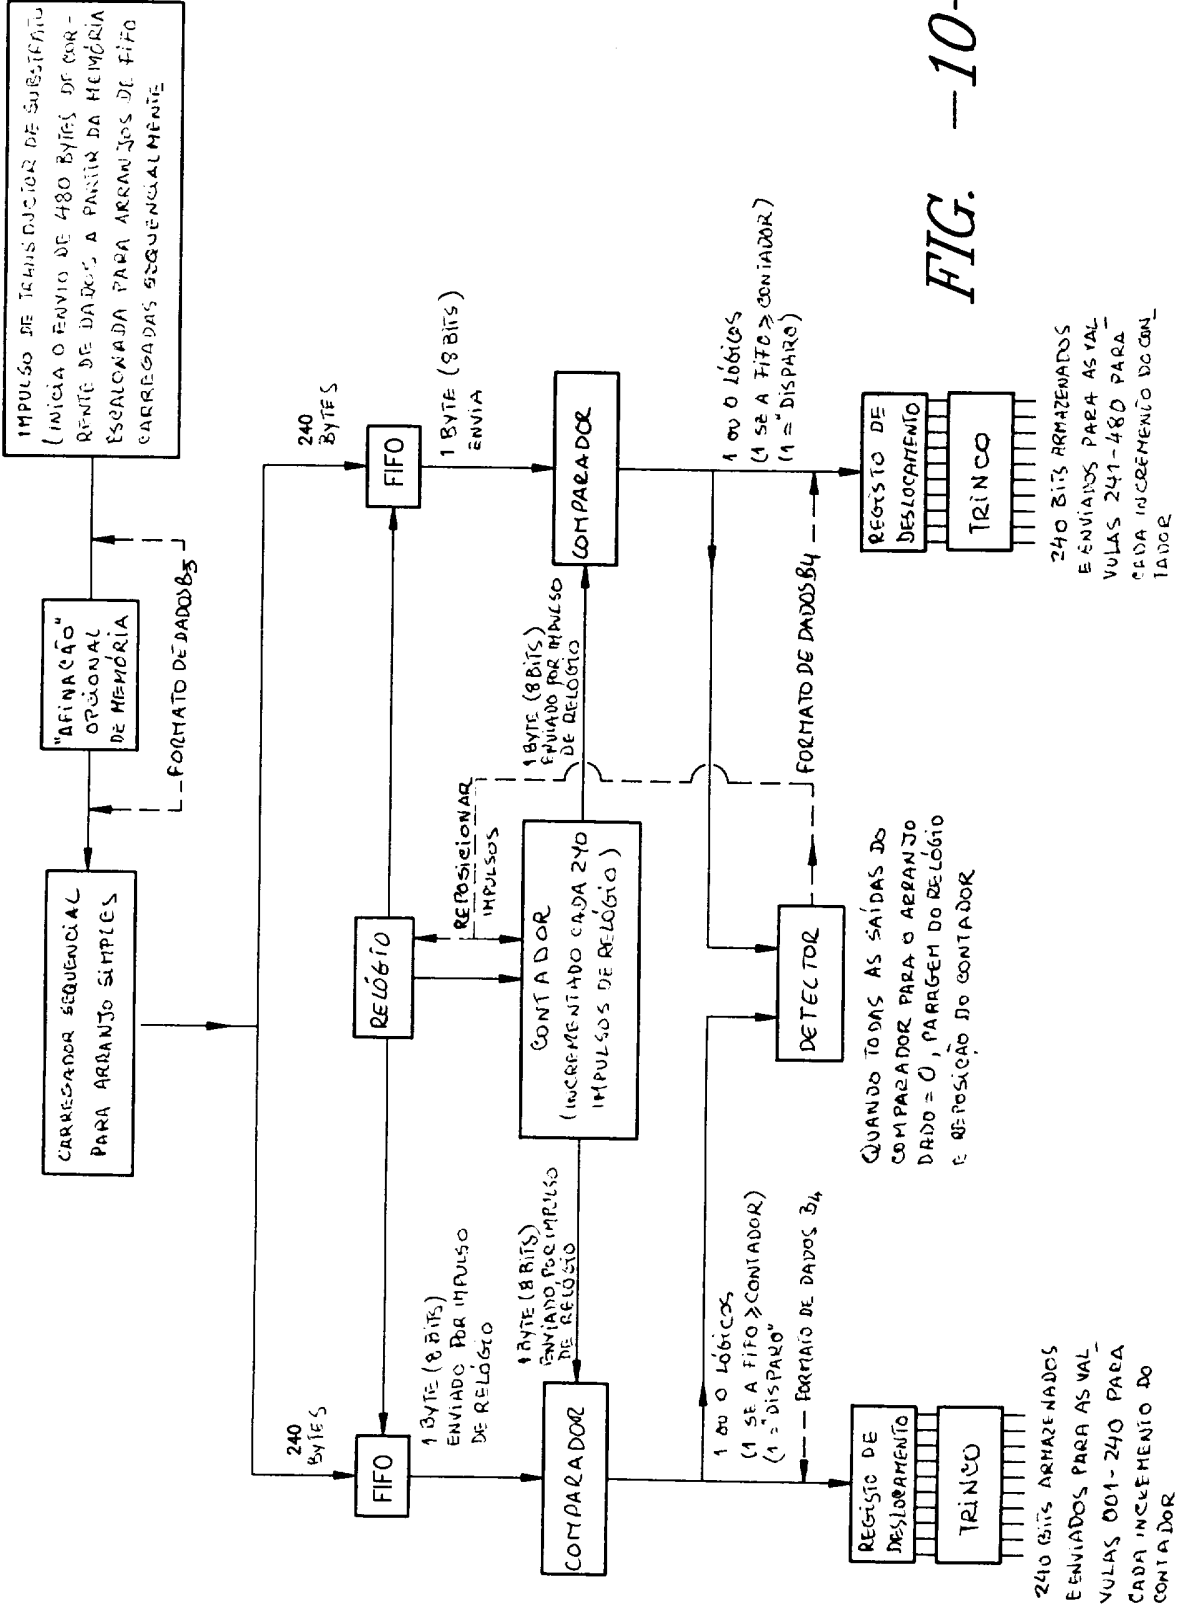 IMPULSO DE TRANSDUCTOR DE SUBSTRATO
(INICIA O ENVIO DE 480 BYTES DE COR-
RENTE DE DADOS A PARTIR DA MEMÓRIA
ESCALONADA PARA ARRANJOS DE FIFO
CARREGADAS SEQUENCIALMENTE
"AFINACÃO"
OPCIONAL
DE MEMÓRIA
FORMATO DE DADOS B3
CARREGADOR SEQUENCIAL
PARA ARRANJO SIMPLES
240
BYTES
240
BYTES
FIFO
RELÓGIO
FIFO
1 BYTE (8 BITS)
ENVIADO POR IMPULSO
DE RELÓGIO
REPOSICIONAR
IMPULSOS
1 BYTE (8 BITS)
ENVIA
1 BYTE (8 BITS)
ENVIADO POR IMPULSO
DE RELÓGIO
CONTADOR
(INCREMENTADO CADA 240
IMPULSOS DE RELÓGIO)
1 BYTE (8 BITS)
ENVIADO POR IMPULSO
DE RELÓGIO
COMPARADOR
COMPARADOR
1 OU 0 LÓGICOS
(1 SE A FIFO ≥ CONTADOR)
(1 = "DISPARO"
1 OU 0 LÓGICOS
(1 SE A FIFO ≥ CONTADOR)
(1 = "DISPARO)
FORMATO DE DADOS B4
DETECTOR
FORMATO DE DADOS B4
QUANDO TODAS AS SAÍDAS DO
COMPARADOR PARA O ARRANJO
DADO = 0, PARAGEM DO RELÓGIO
E REPOSIÇÃO DO CONTADOR
REGISTO DE
DESLOCAMENTO
TRINCO
REGISTO DE
DESLOCAMENTO
TRINCO
240 BITS ARMAZENADOS
E ENVIADOS PARA AS VAL_
VULAS 001-240 PARA
CADA INCREMENTO DO
CONTADOR
240 BITS ARMAZENADOS
E ENVIADOS PARA AS VAL_
VULAS 241-480 PARA
CADA INCREMENTO DO CON_
TADOR
FIG. -10-